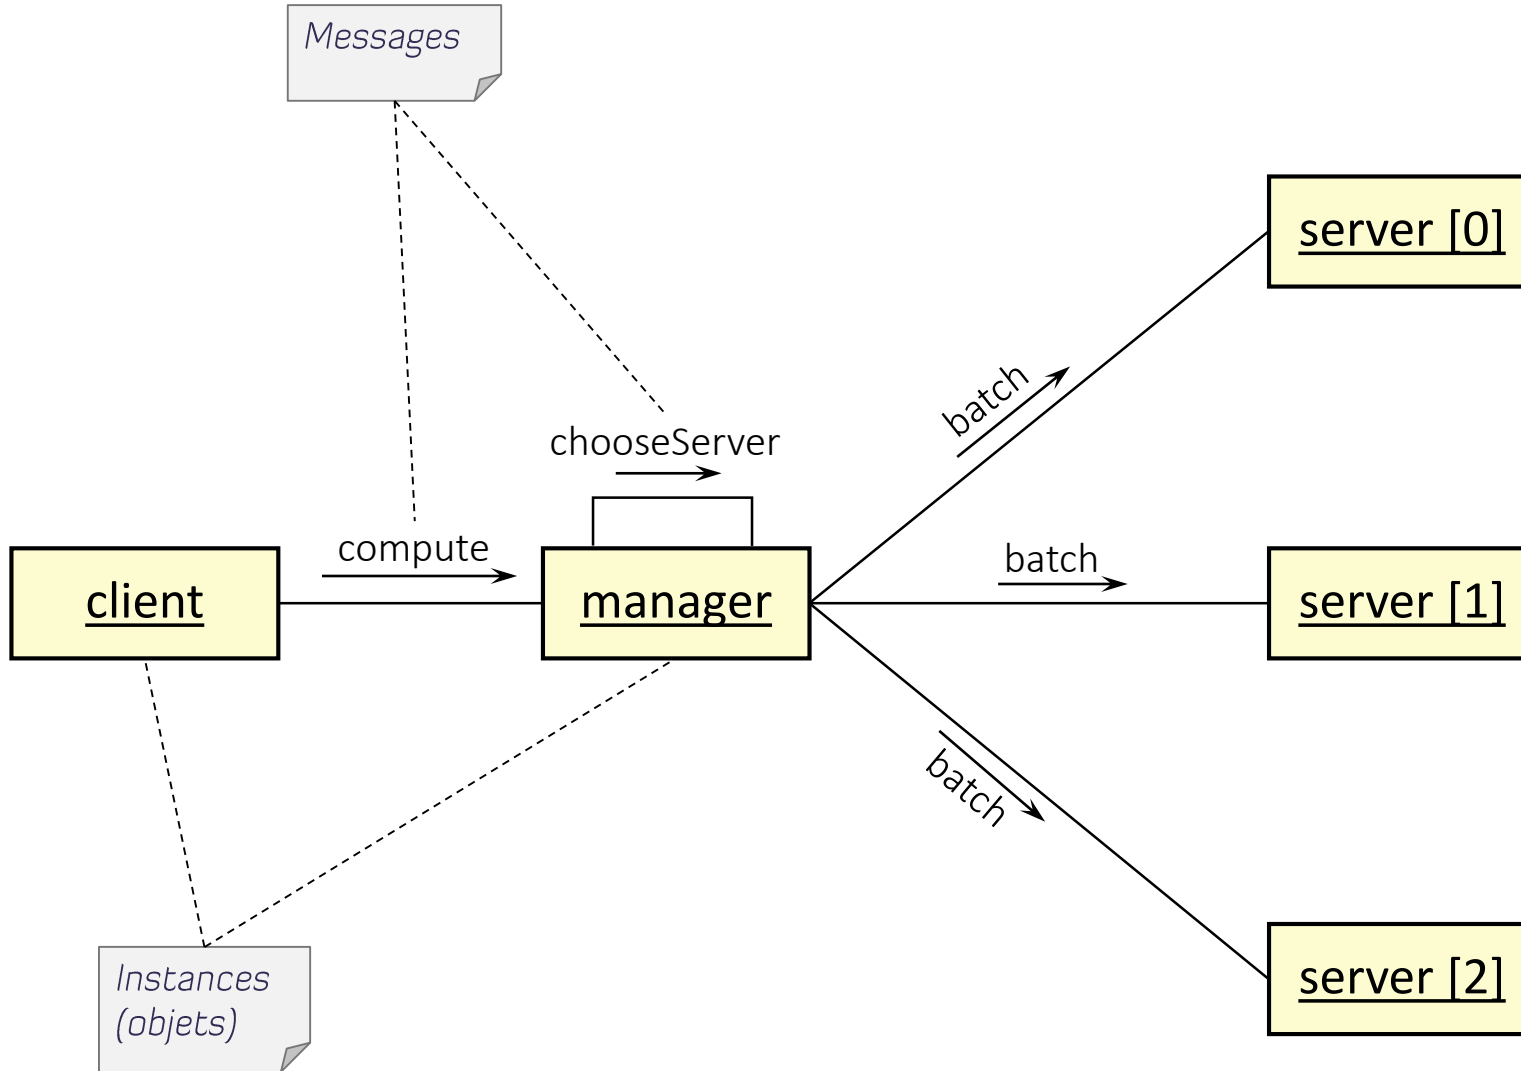 Messages
server [0]
batch
chooseServer
compute
batch
client
manager
server [1]
batch
server [2]
Instances
(objets)